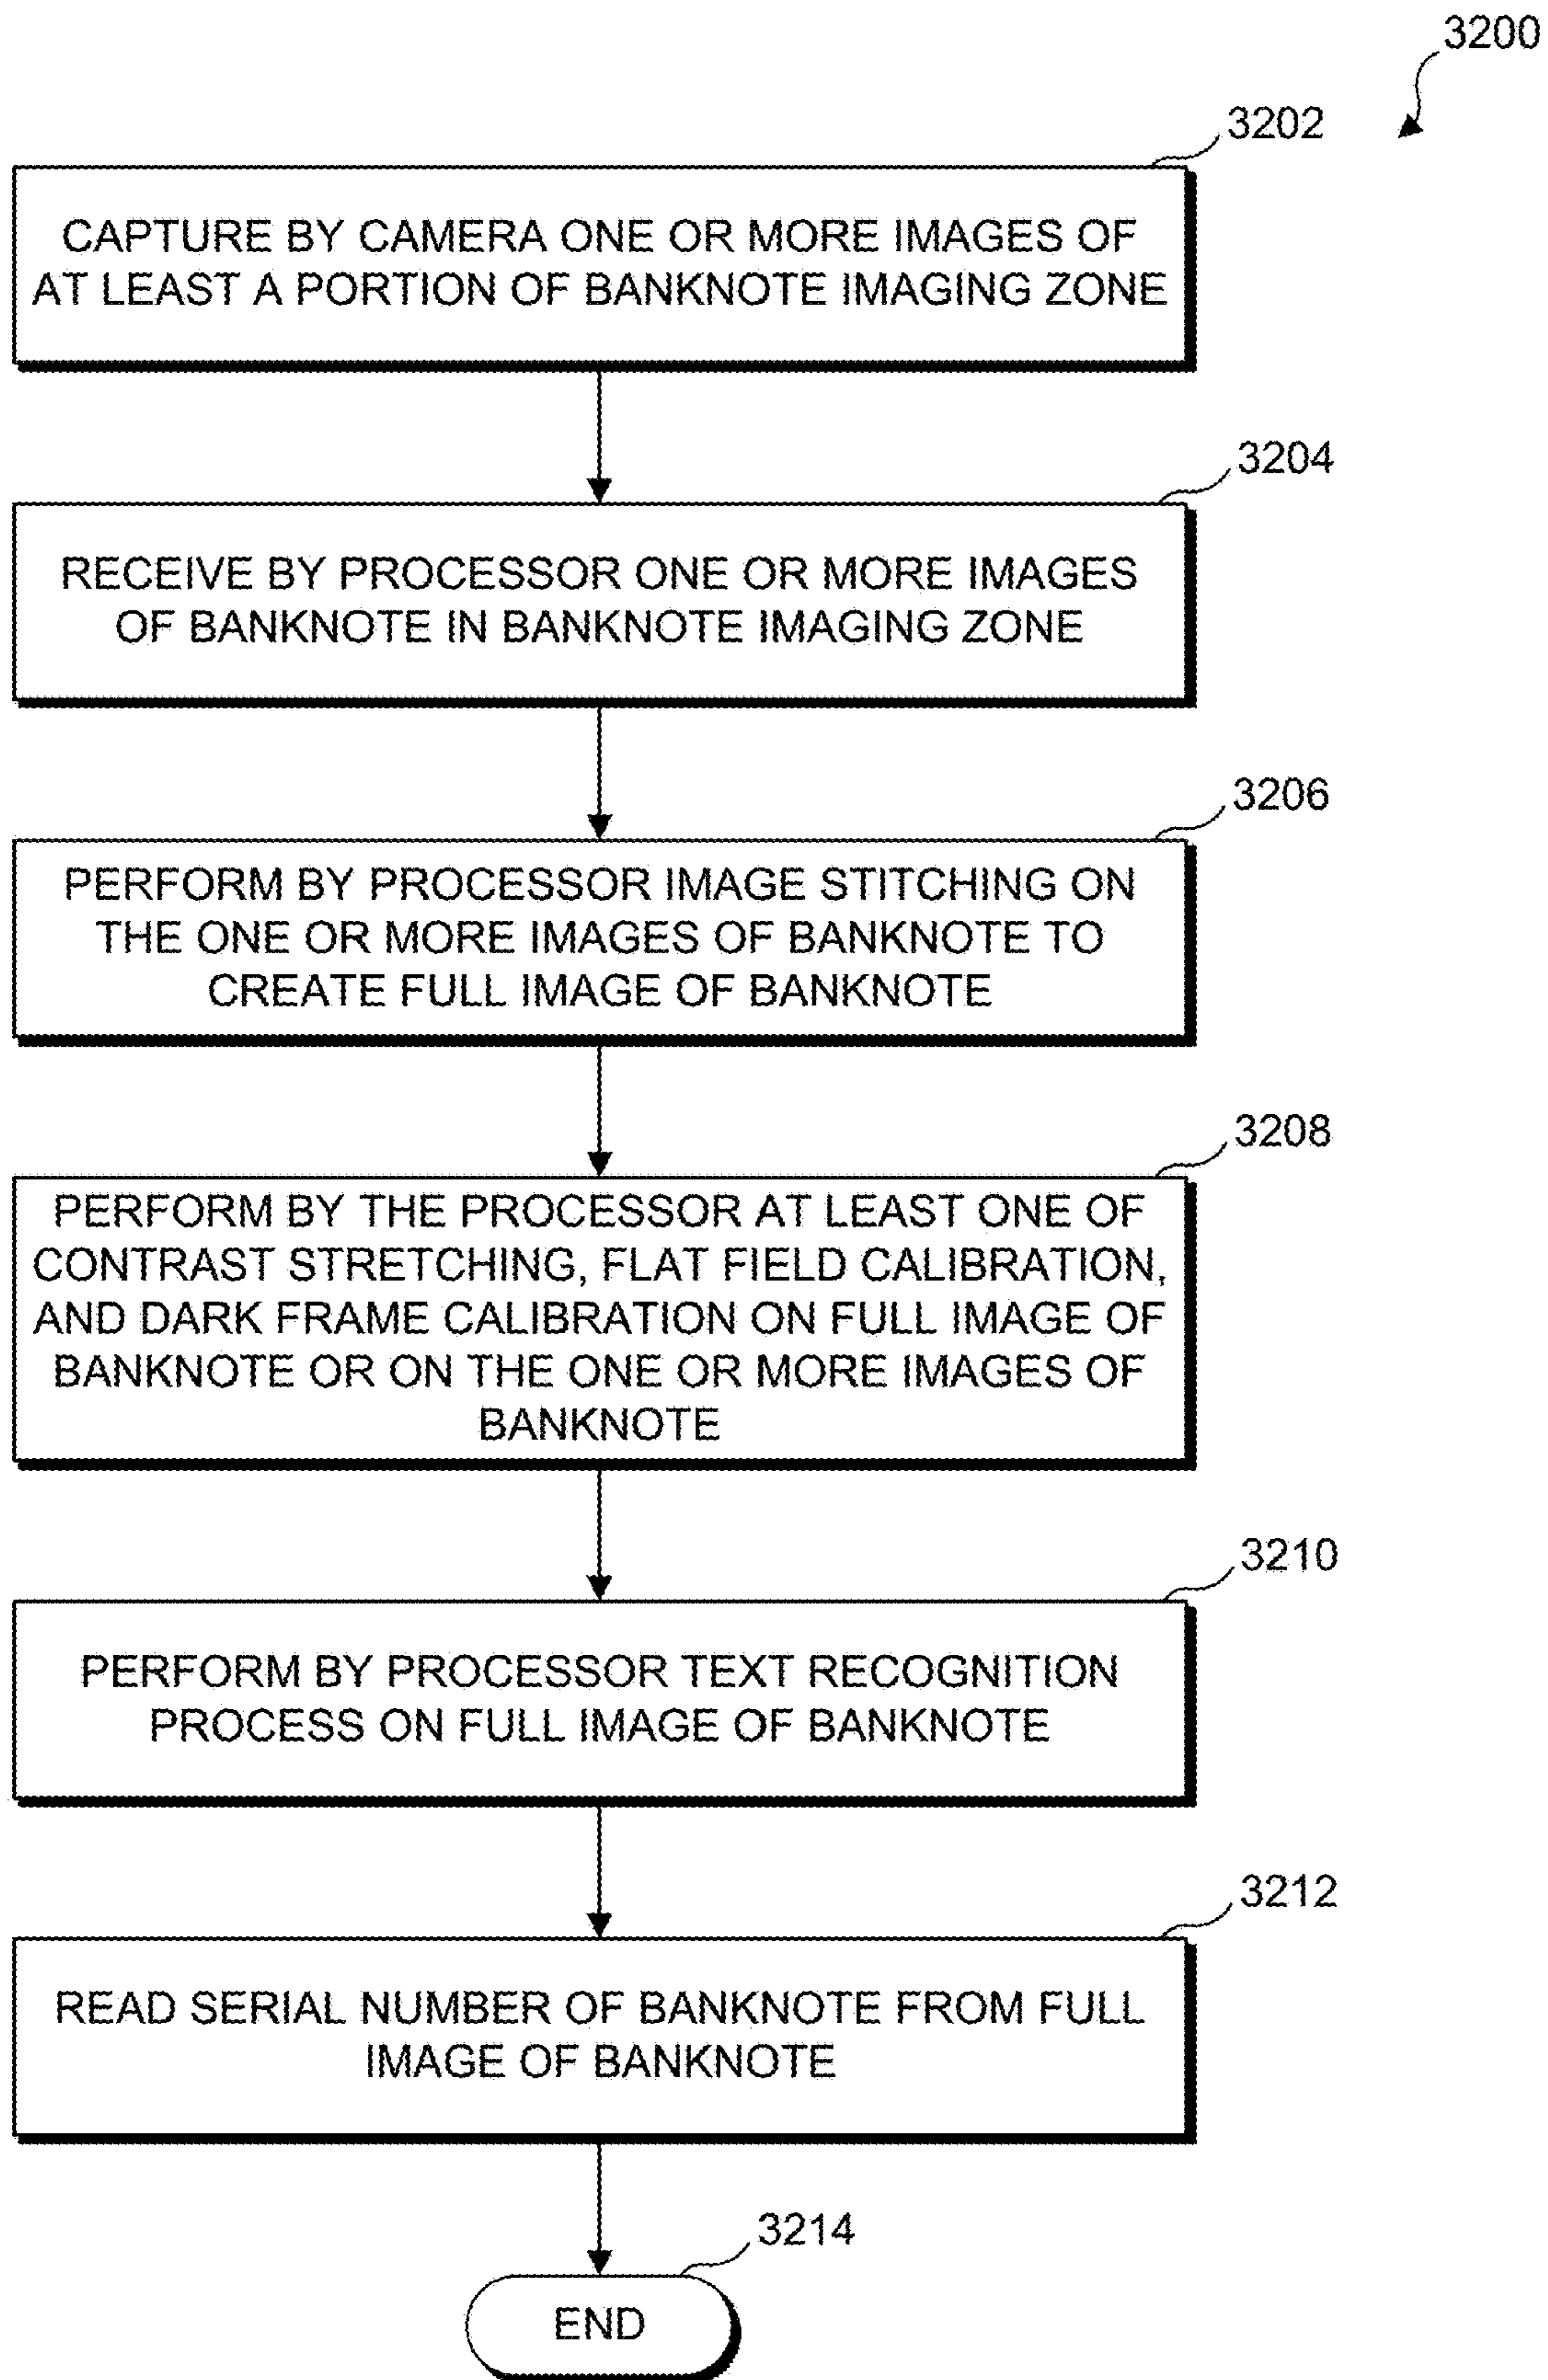 3200
3202
CAPTURE BY CAMERA ONE OR MORE IMAGES OF
AT LEAST A PORTION OF BANKNOTE IMAGING ZONE
3204
RECEIVE BY PROCESSOR ONE OR MORE IMAGES
OF BANKNOTE IN BANKNOTE IMAGING ZONE
3206
PERFORM BY PROCESSOR IMAGE STITCHING ON
THE ONE OR MORE IMAGES OF BANKNOTE TO
CREATE FULL IMAGE OF BANKNOTE
3208
PERFORM BY THE PROCESSOR AT LEAST ONE OF
CONTRAST STRETCHING, FLAT FIELD CALIBRATION,
AND DARK FRAME CALIBRATION ON FULL IMAGE OF
BANKNOTE OR ON THE ONE OR MORE IMAGES OF
BANKNOTE
3210
PERFORM BY PROCESSOR TEXT RECOGNITION
PROCESS ON FULL IMAGE OF BANKNOTE
3212
READ SERIAL NUMBER OF BANKNOTE FROM FULL
IMAGE OF BANKNOTE
3214
END